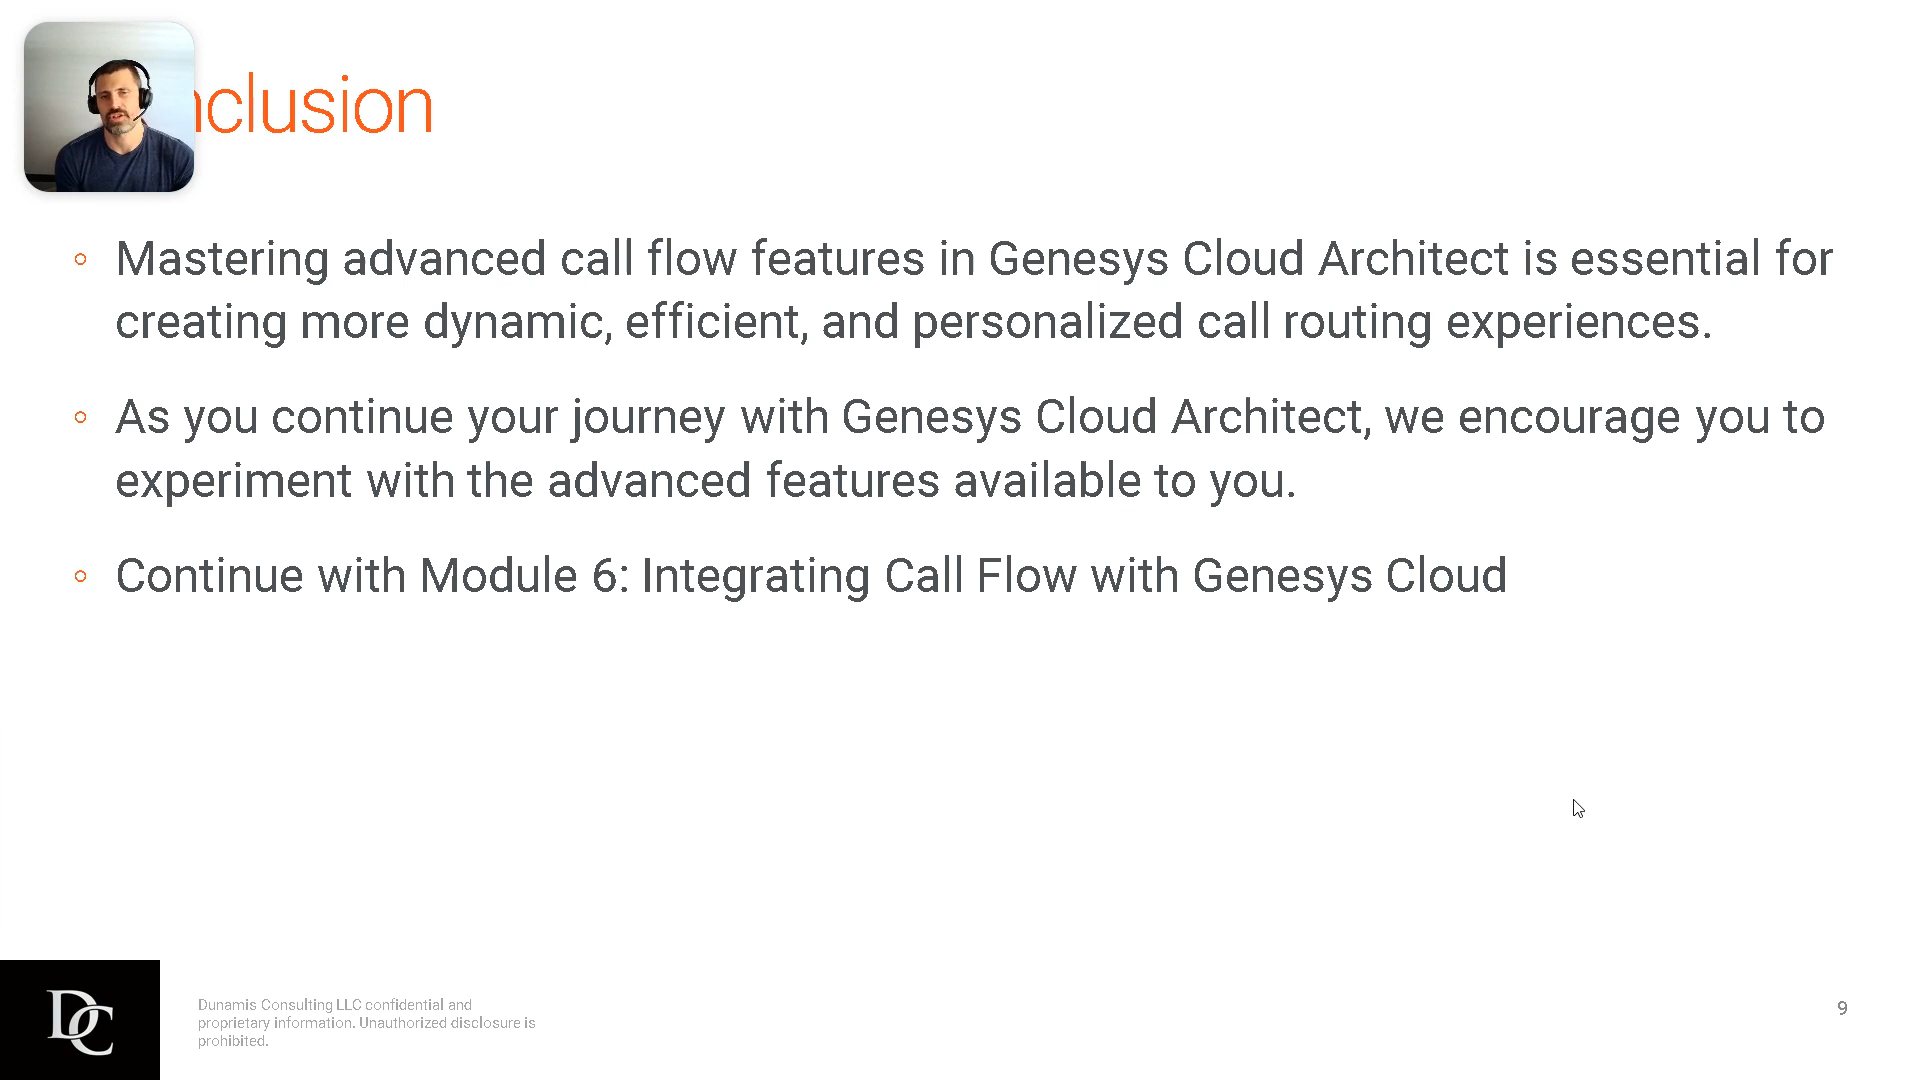 nclusion
◦ Mastering advanced call flow features in Genesys Cloud Architect is essential for
creating more dynamic, efficient, and personalized call routing experiences.
◦ As you continue your journey with Genesys Cloud Architect, we encourage you to
experiment with the advanced features available to you.
◦ Continue with Module 6: Integrating Call Flow with Genesys Cloud
DC
Dunamis Consulting LLC confidential and
proprietary information. Unauthorized disclosure is
prohibited.
9